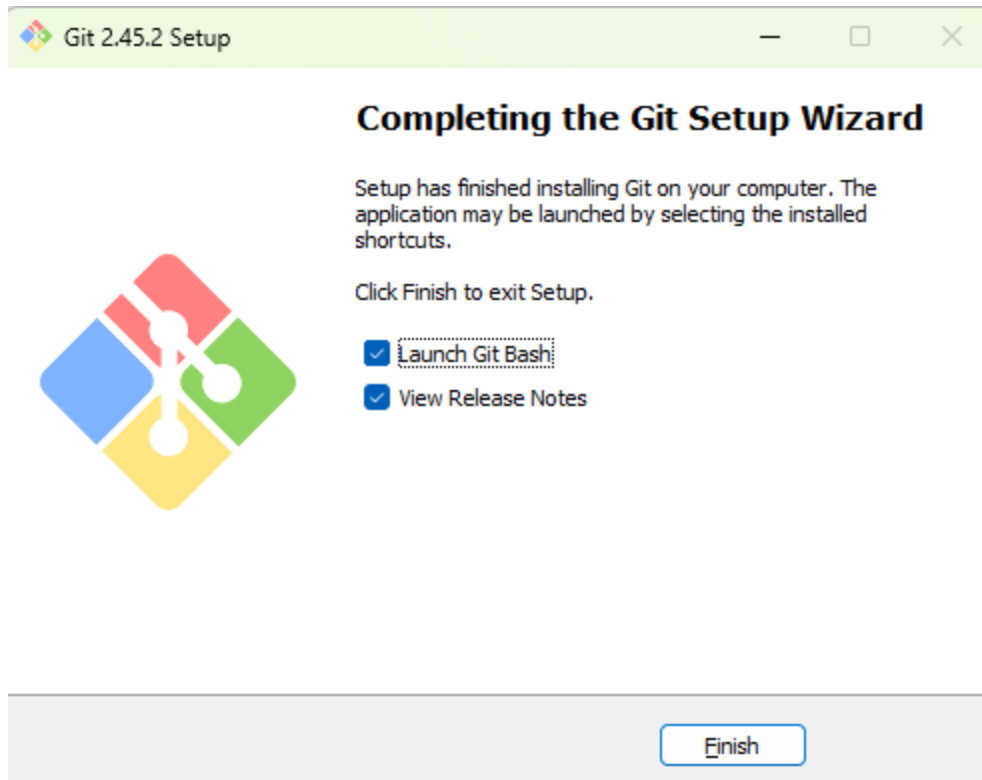 Git 2.45.2 Setup
Completing the Git Setup Wizard
Setup has finished installing Git on your computer. The
application may be launched by selecting the installed
shortcuts.
Click Finish to exit Setup.
Launch Git Bash
View Release Notes
Finish